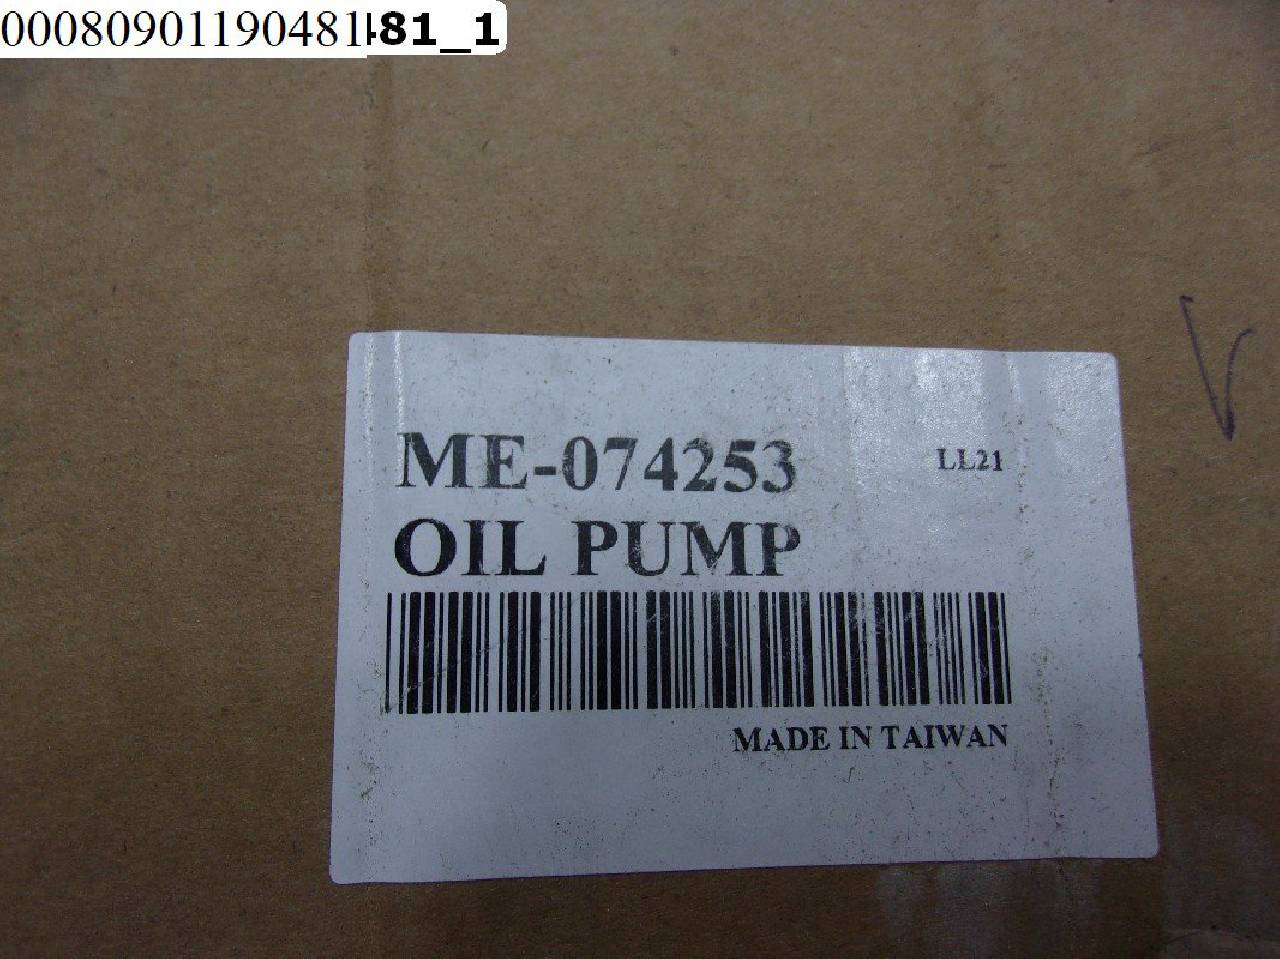 00080901190481
81_1
ME-074253
LL21
OIL PUMP
MADE IN TAIWAN